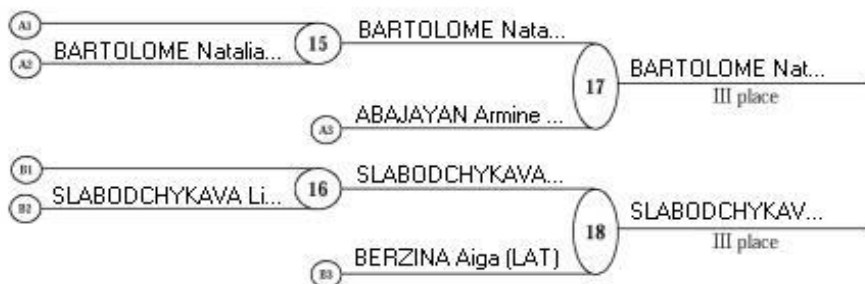 A1
BARTOLOME Nata...
15
BARTOLOME Natalia...
A2
BARTOLOME Nat...
17
III place
ABAJAYAN Armine ...
A3
B1
SLABODCHYKAVA...
16
SLABODCHYKAVA Li...
B2
SLABODCHYKAV...
18
III place
BERZINA Aiga (LAT)
B3